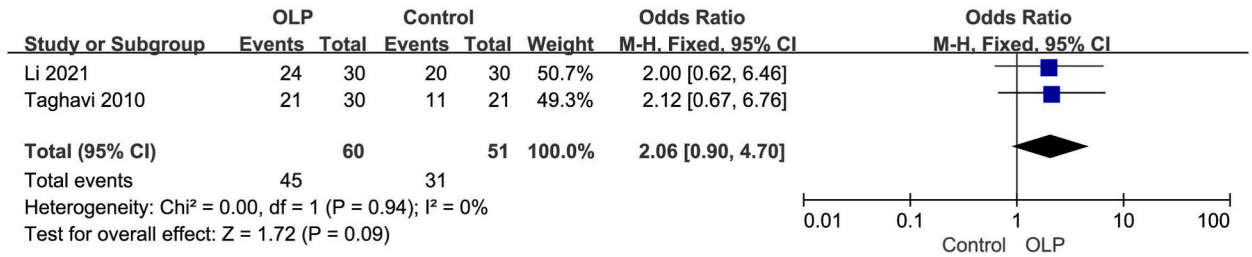 OLP Control Odds Ratio Odds Ratio
Study or Subgroup Events Total Events Total Weight M-H, Fixed, 95% CI M-H, Fixed, 95% CI
Li 2021 24 30 20 30 50.7% 2.00 [0.62, 6.46]
Taghavi 2010 21 30 11 21 49.3% 2.12 [0.67, 6.76]
Total (95% CI) 60 51 100.0% 2.06 [0.90, 4.70]
Total events 45 31
Heterogeneity: Chi² = 0.00, df = 1 (P = 0.94); I² = 0%
Test for overall effect: Z = 1.72 (P = 0.09)
0.01 0.1 1 10 100
Control OLP